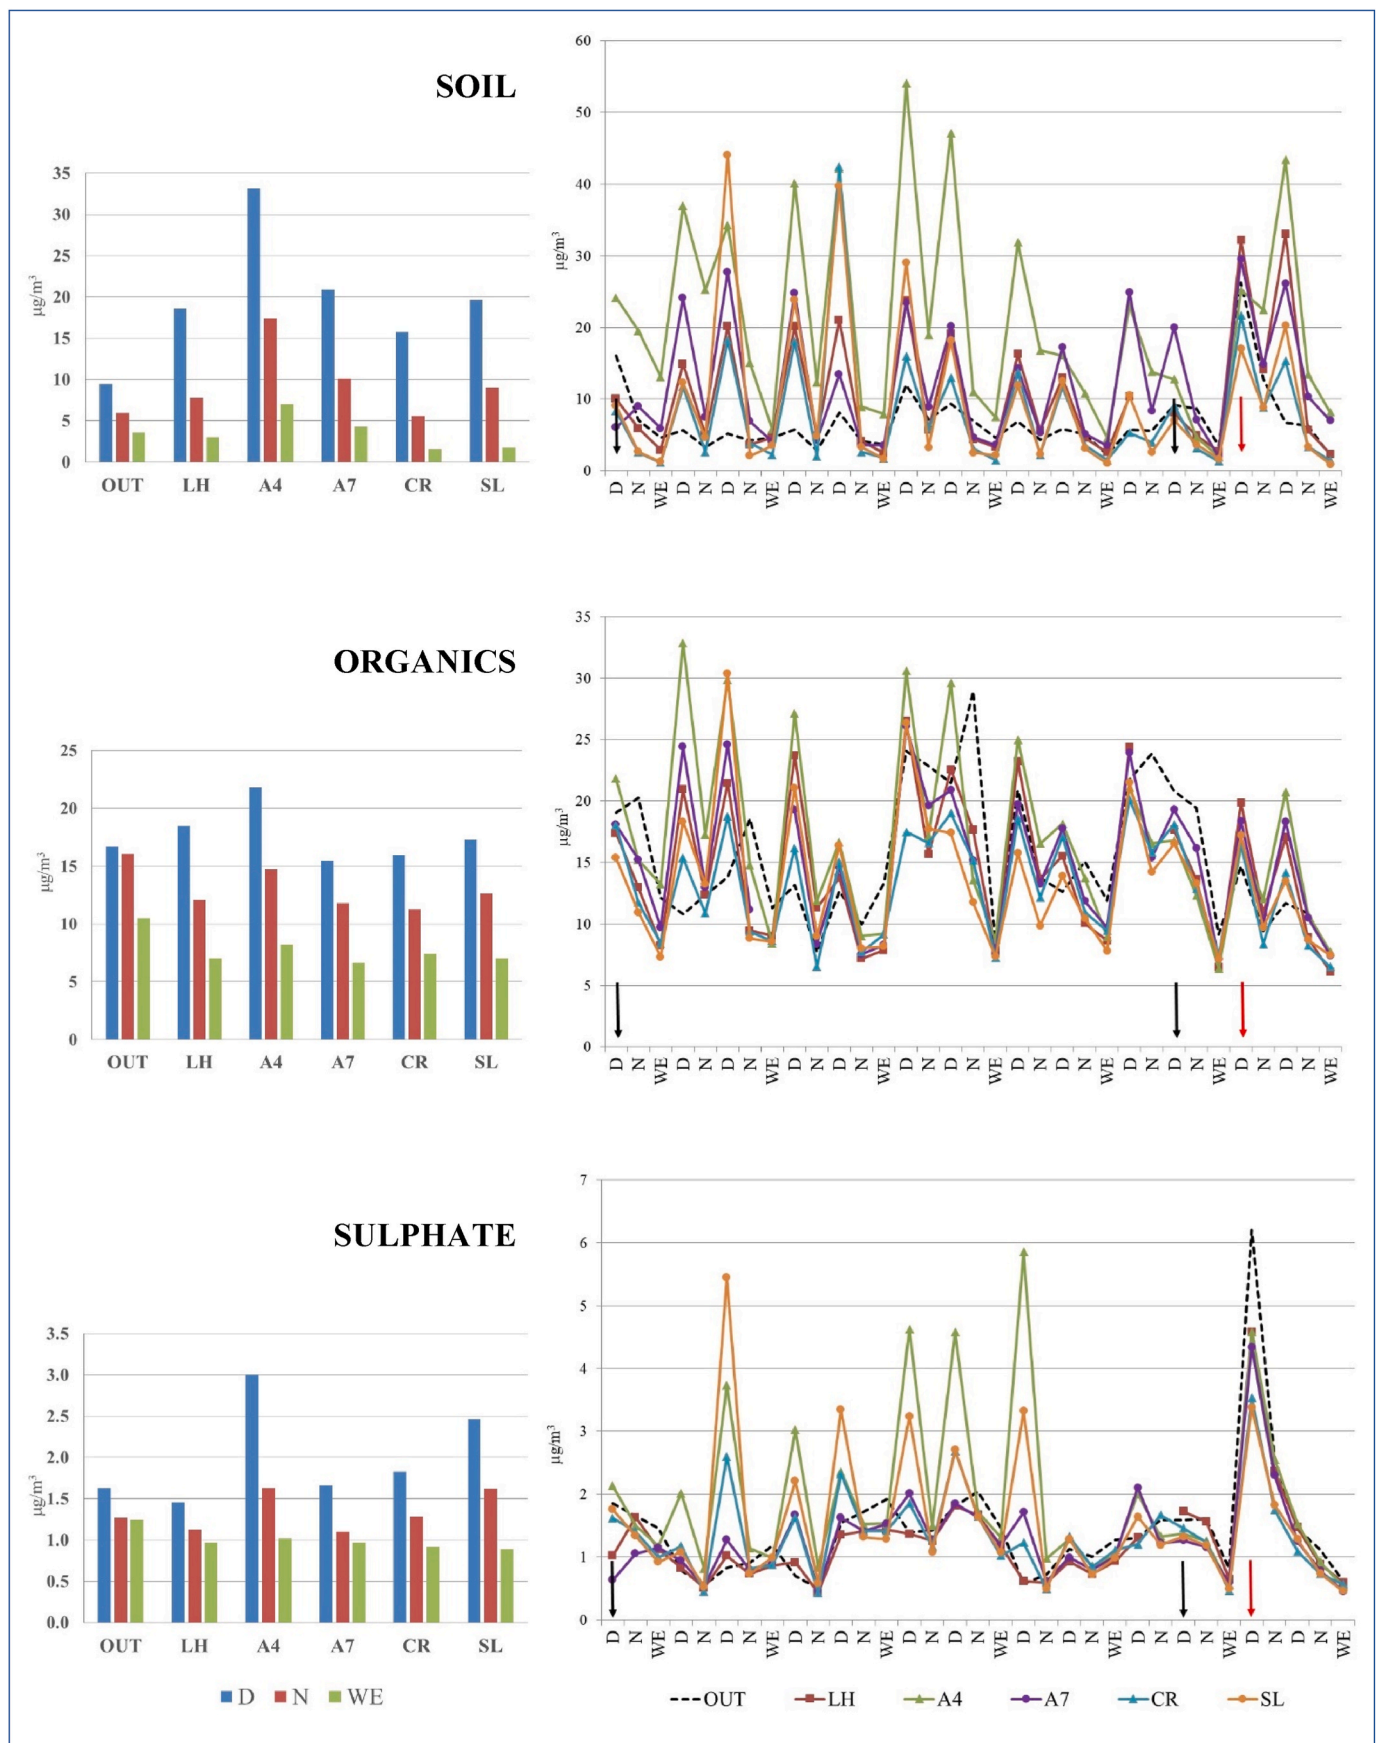 SOIL
µg/m³
35
30
25
20
15
10
5
0
OUT LH A4 A7 CR SL
µg/m³
60
50
40
30
20
10
0
D N WE D N D N WE D N D N WE D N D N WE D N D N WE D N D N WE D N D N WE
ORGANICS
µg/m³
25
20
15
10
5
0
OUT LH A4 A7 CR SL
µg/m³
35
30
25
20
15
10
5
0
D N WE D N D N WE D N D N WE D N D N WE D N D N WE D N D N WE D N D N WE
SULPHATE
µg/m³
3.5
3.0
2.5
2.0
1.5
1.0
0.5
0.0
OUT LH A4 A7 CR SL
D N WE
µg/m³
7
6
5
4
3
2
1
0
D N WE D N D N WE D N D N WE D N D N WE D N D N WE D N D N WE D N D N WE
OUT LH A4 A7 CR SL